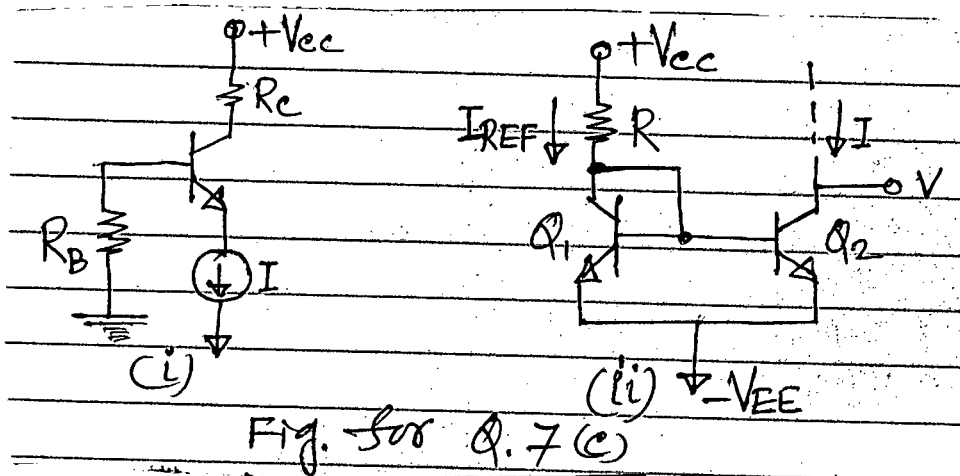 +Vcc
Rc
RB
I
(i)
+Vcc
IREF
R
I
V
Q1
Q2
(ii)
-VEE
Fig. for Q.7(c)